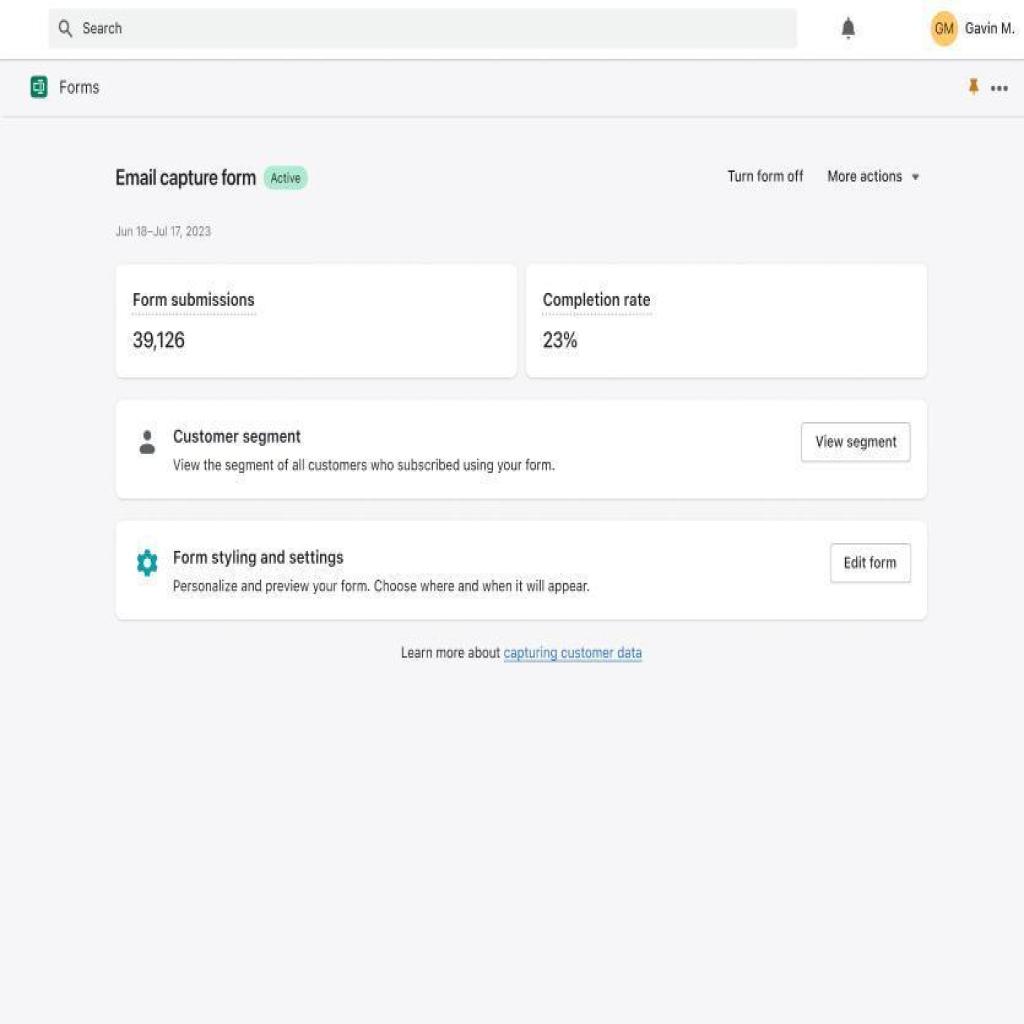 Search
GM Gavin M.
Forms
Email capture form Active
Turn form off More actions
Jun 18–Jul 17, 2023
Form submissions
39,126
Completion rate
23%
Customer segment
View the segment of all customers who subscribed using your form.
View segment
Form styling and settings
Personalize and preview your form. Choose where and when it will appear.
Edit form
Learn more about capturing customer data